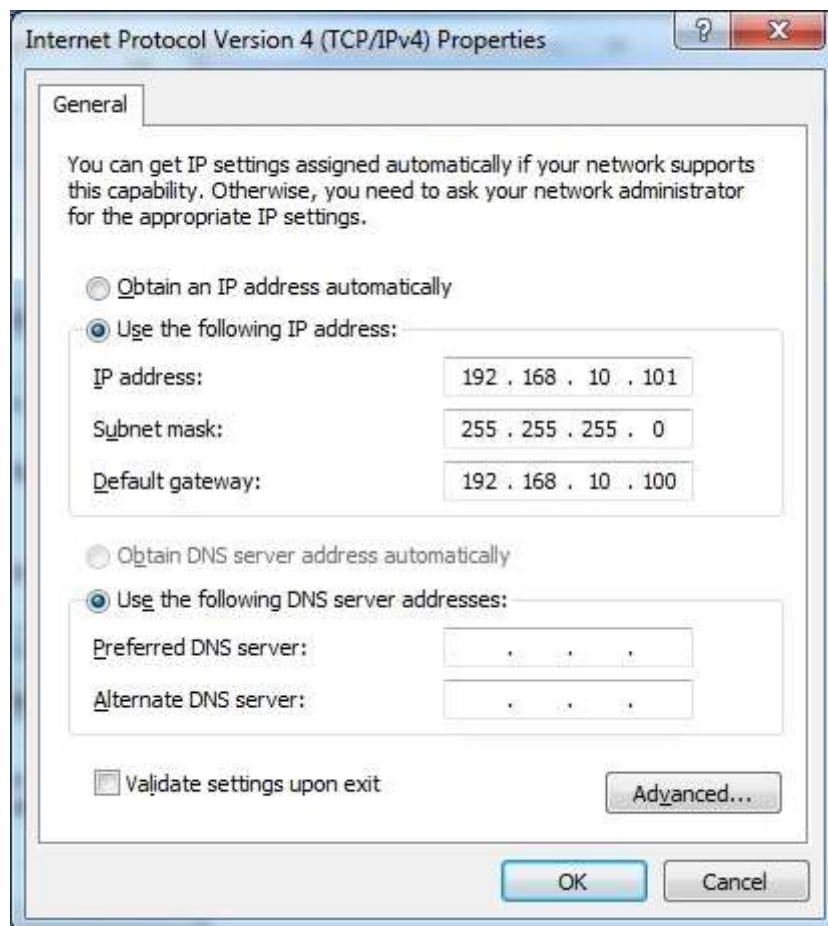 Internet Protocol Version 4 (TCP/IPv4) Properties
General
You can get IP settings assigned automatically if your network supports
this capability. Otherwise, you need to ask your network administrator
for the appropriate IP settings.
Obtain an IP address automatically
Use the following IP address:
IP address: 192 . 168 . 10 . 101
Subnet mask: 255 . 255 . 255 . 0
Default gateway: 192 . 168 . 10 . 100
Obtain DNS server address automatically
Use the following DNS server addresses:
Preferred DNS server: . . .
Alternate DNS server: . . .
Validate settings upon exit
Advanced...
OK Cancel